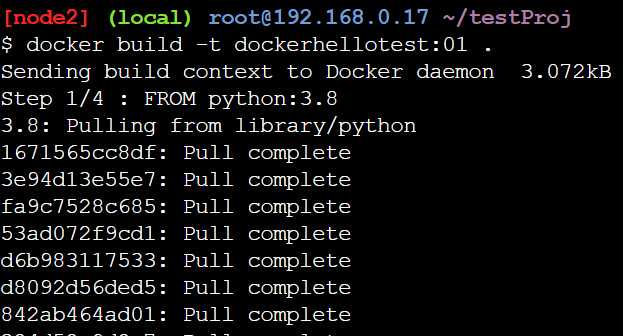 [node2] (local) root@192.168.0.17 ~/testProj
$ docker build -t dockerhellotest:01 .
Sending build context to Docker daemon  3.072kB
Step 1/4 : FROM python:3.8
3.8: Pulling from library/python
1671565cc8df: Pull complete
3e94d13e55e7: Pull complete
fa9c7528c685: Pull complete
53ad072f9cd1: Pull complete
d6b983117533: Pull complete
d8092d56ded5: Pull complete
842ab464ad01: Pull complete